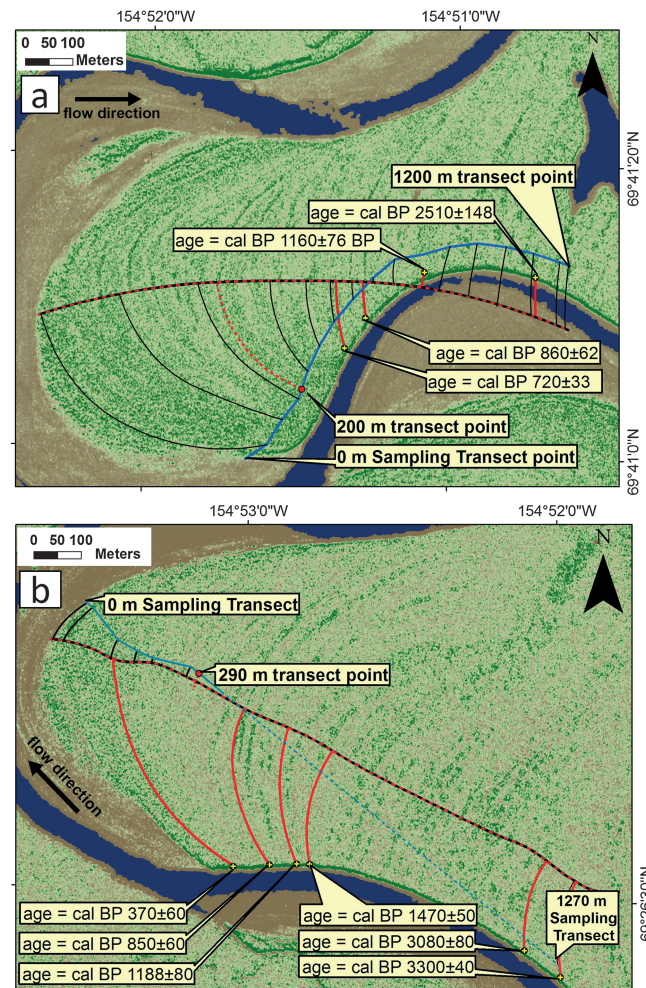 154°52'0"W
154°51'0"W
0 50 100
Meters
N
a
flow direction
69°41'20"N
1200 m transect point
age = cal BP 2510±148
age = cal BP 1160±76 BP
age = cal BP 860±62
age = cal BP 720±33
200 m transect point
0 m Sampling Transect point
69°41'0"N
154°53'0"W
154°52'0"W
0 50 100
Meters
N
b
0 m Sampling Transect
290 m transect point
flow direction
age = cal BP 370±60
age = cal BP 1470±50
1270 m
Sampling
Transect
age = cal BP 850±60
age = cal BP 3080±80
age = cal BP 1188±80
age = cal BP 3300±40
69°26'30"N